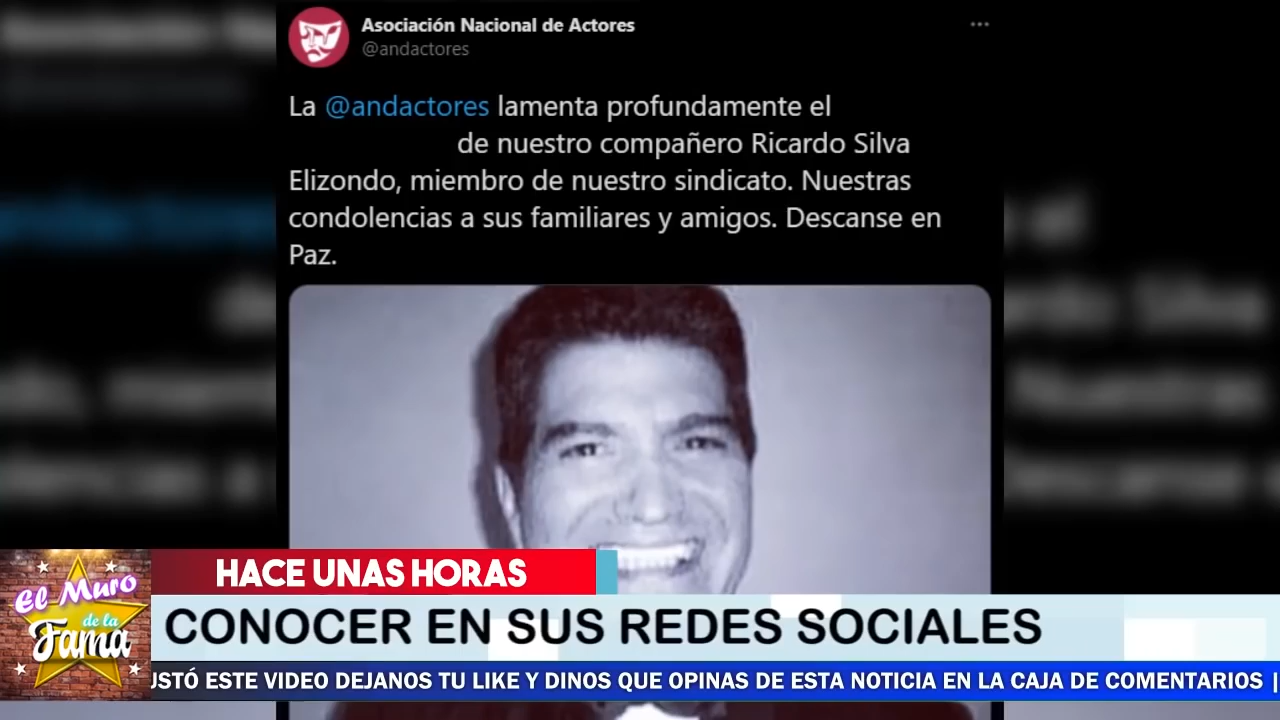 Asociación Nacional de Actores
@andactores
La @andactores lamenta profundamente el
de nuestro compañero Ricardo Silva
Elizondo, miembro de nuestro sindicato. Nuestras
condolencias a sus familiares y amigos. Descanse en
Paz.
HACE UNAS HORAS
El Muro
de la
Fama
CONOCER EN SUS REDES SOCIALES
USTÓ ESTE VIDEO DEJANOS TU LIKE Y DINOS QUE OPINAS DE ESTA NOTICIA EN LA CAJA DE COMENTARIOS |